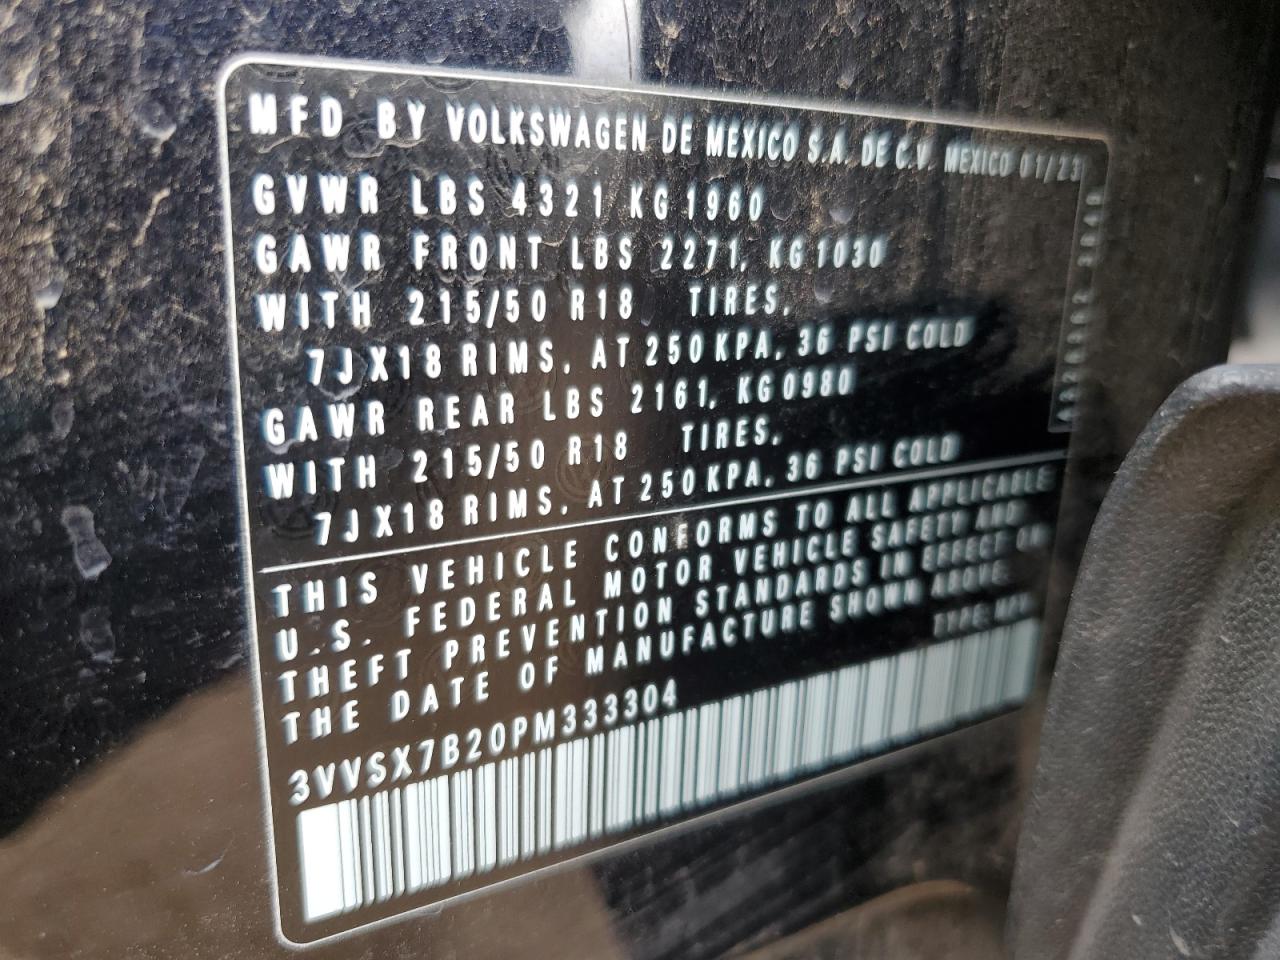 MFD BY VOLKSWAGEN DE MEXICO S.A. DE C.V. MEXICO 01/23
GVWR LBS 4321 KG 1960
GAWR FRONT LBS 2271, KG 1030
WITH 215/50 R18 TIRES,
7JX18 RIMS, AT 250 KPA, 36 PSI COLD
GAWR REAR LBS 2161, KG 0980
WITH 215/50 R18 TIRES,
7JX18 RIMS, AT 250 KPA, 36 PSI COLD
THIS VEHICLE CONFORMS TO ALL APPLICABLE
U.S. FEDERAL MOTOR VEHICLE SAFETY AND
THEFT PREVENTION STANDARDS IN EFFECT ON
THE DATE OF MANUFACTURE SHOWN ABOVE.
TYPE: MPV
3VVSX7B20PM333304